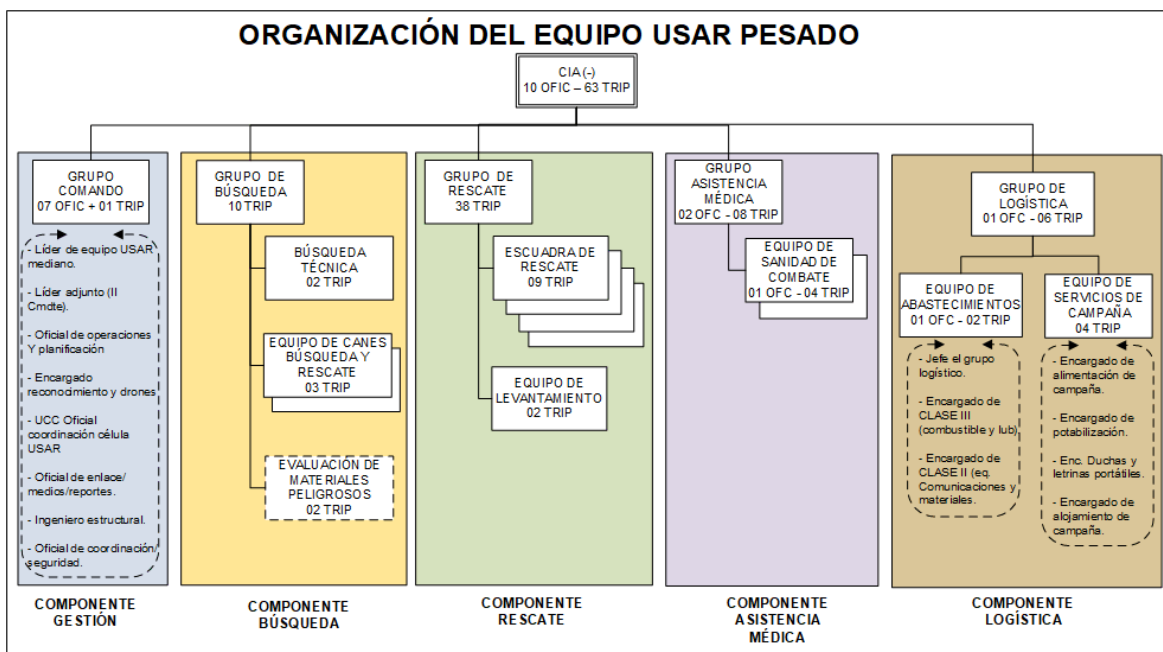 ORGANIZACIÓN DEL EQUIPO USAR PESADO
CIA (-)
10 OFIC – 63 TRIP
GRUPO
COMANDO
07 OFIC + 01 TRIP
- Líder de equipo USAR
mediano.
- Líder adjunto (II
Cmdte).
- Oficial de operaciones
Y planificación
- Encargado
reconocimiento y drones
- UCC Oficial
coordinación célula
USAR
- Oficial de enlace/
medios/reportes.
- Ingeniero estructural.
- Oficial de coordinación/
seguridad.
COMPONENTE
GESTIÓN
GRUPO DE
BÚSQUEDA
10 TRIP
BÚSQUEDA
TÉCNICA
02 TRIP
EQUIPO DE CANES
BÚSQUEDA Y
RESCATE
03 TRIP
EVALUACIÓN DE
MATERIALES
PELIGROSOS
02 TRIP
COMPONENTE
BÚSQUEDA
GRUPO DE
RESCATE
38 TRIP
ESCUADRA DE
RESCATE
09 TRIP
EQUIPO DE
LEVANTAMIENTO
02 TRIP
COMPONENTE
RESCATE
GRUPO
ASISTENCIA
MÉDICA
02 OFC - 08 TRIP
EQUIPO DE
SANIDAD DE
COMBATE
01 OFC - 04 TRIP
COMPONENTE
ASISTENCIA
MÉDICA
GRUPO DE
LOGÍSTICA
01 OFC - 06 TRIP
EQUIPO DE
ABASTECIMIENTOS
01 OFC - 02 TRIP
- Jefe el grupo
logístico.
- Encargado de
CLASE III
(combustible y lub)
- Encargado de
CLASE II (eq.
Comunicaciones y
materiales.
EQUIPO DE
SERVICIOS DE
CAMPAÑA
04 TRIP
- Encargado de
alimentación de
campaña.
- Encargado de
potabilización.
- Enc. Duchas y
letrinas portátiles.
- Encargado de
alojamiento de
campaña.
COMPONENTE
LOGÍSTICA